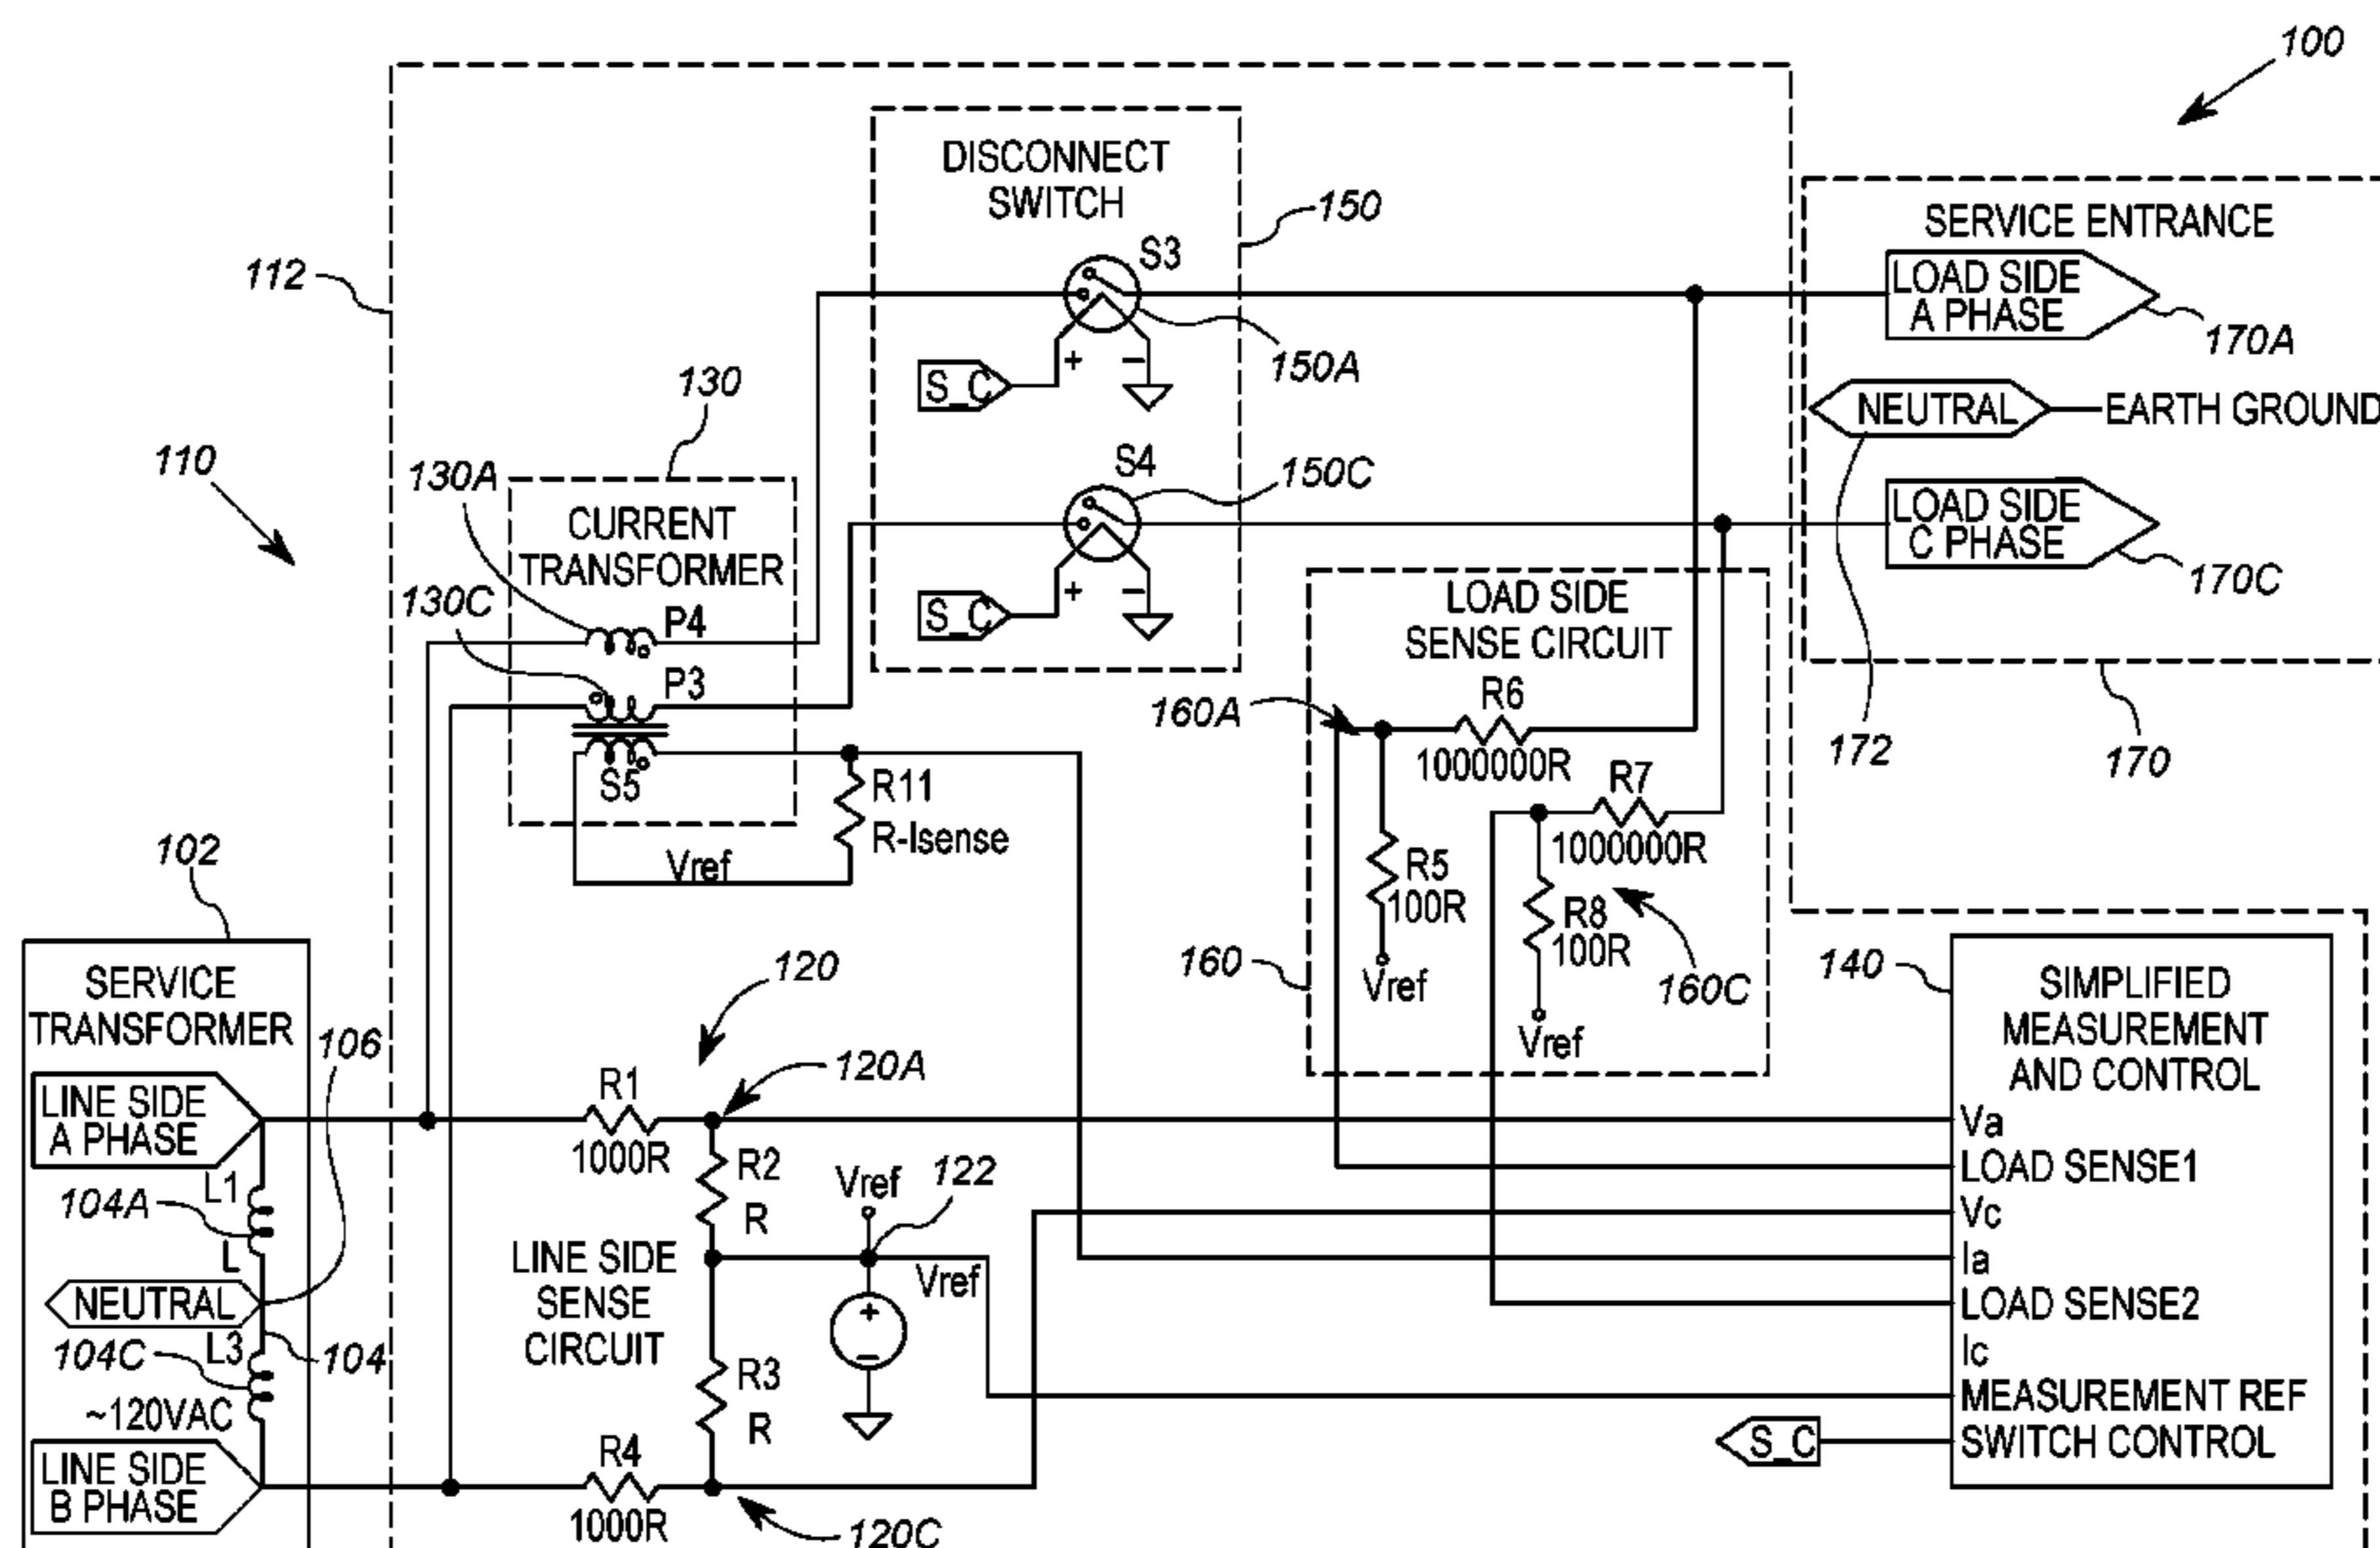 100
DISCONNECT
SWITCH
150
S3
112
150A
S_C
+
−
SERVICE ENTRANCE
LOAD SIDE
A PHASE
170A
NEUTRAL
EARTH GROUND
130
110
130A
S4
150C
LOAD SIDE
C PHASE
170C
CURRENT
TRANSFORMER
130C
P4
S_C
+
−
P3
S5
R11
R-Isense
Vref
LOAD SIDE
SENSE CIRCUIT
160A
R6
1000000R
R7
1000000R
R5
100R
Vref
R8
100R
Vref
160
160C
172
170
102
SERVICE
TRANSFORMER
106
120
120A
LINE SIDE
A PHASE
R1
1000R
R2
R
L1
104A
L
Vref
122
Vref
NEUTRAL
LINE SIDE
SENSE
CIRCUIT
+
−
L3
104C
104
~120VAC
R3
R
LINE SIDE
B PHASE
R4
1000R
120C
140
SIMPLIFIED
MEASUREMENT
AND CONTROL
Va
LOAD SENSE1
Vc
Ia
LOAD SENSE2
Ic
MEASUREMENT REF
S_C
SWITCH CONTROL